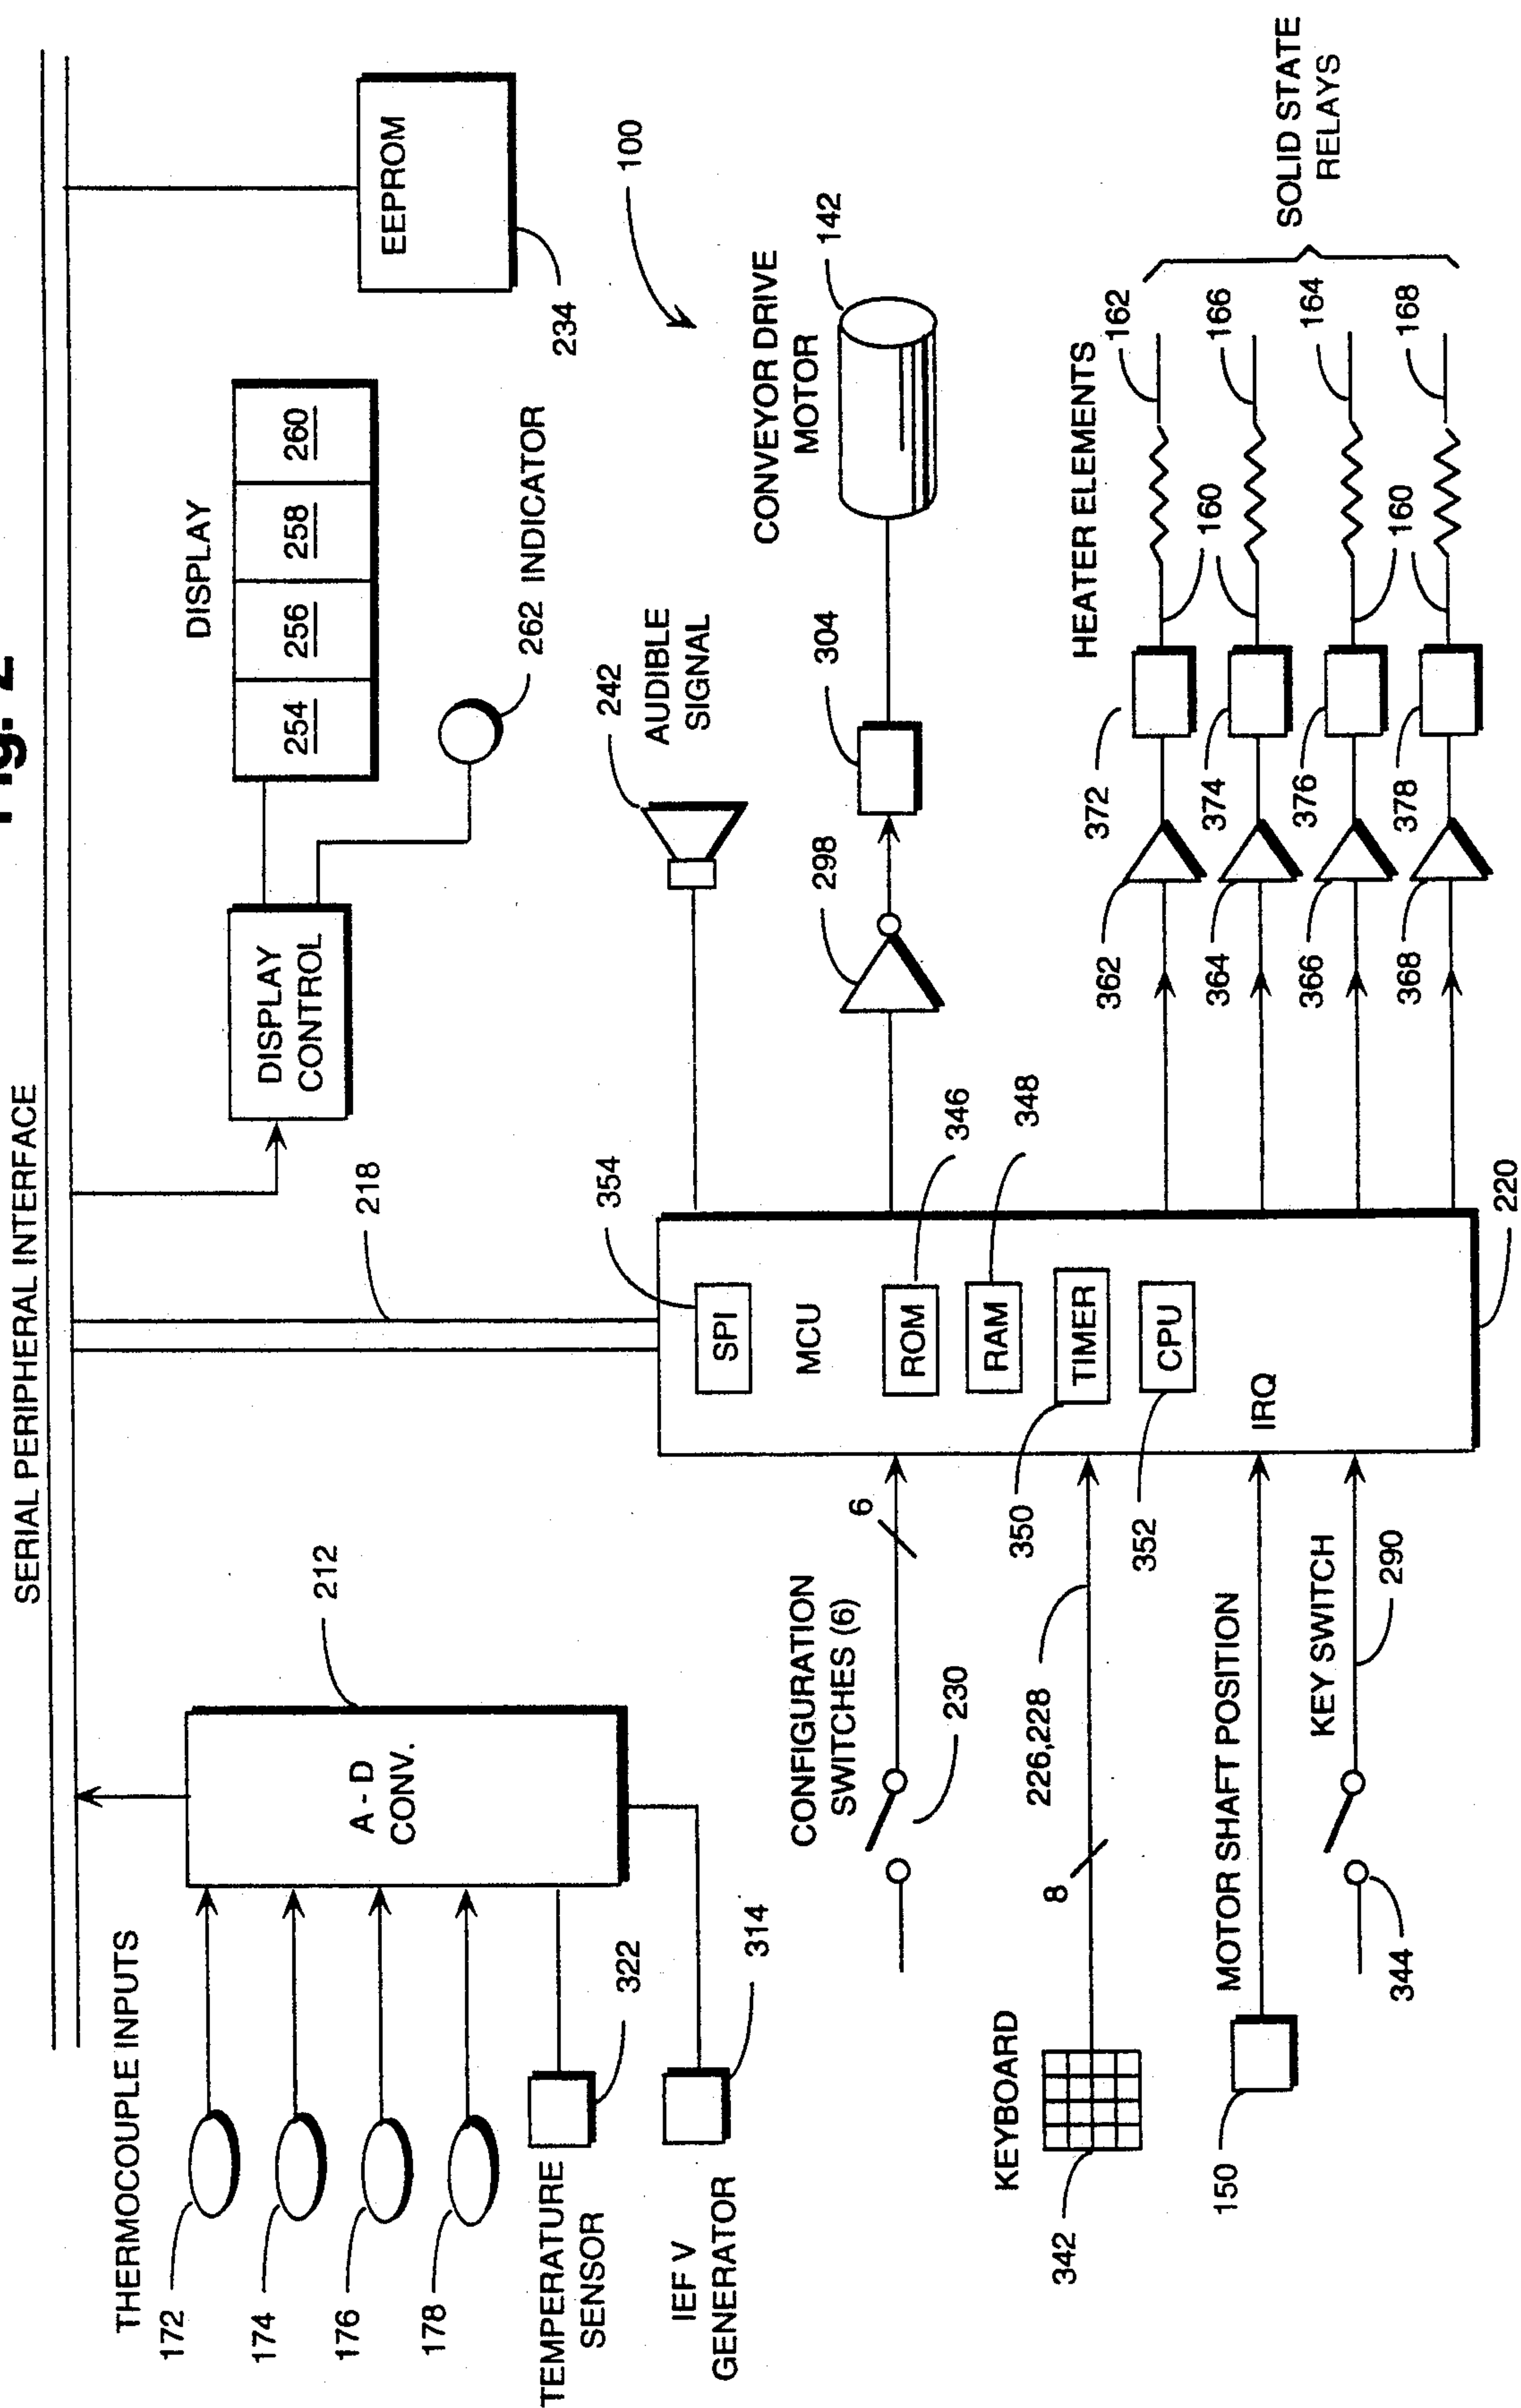 Fig. 2
SERIAL PERIPHERAL INTERFACE
THERMOCOUPLE INPUTS
172
174
176
178
TEMPERATURE
SENSOR
322
IEF V
GENERATOR
314
A - D
CONV.
212
218
DISPLAY
CONTROL
DISPLAY
254
256
258
260
262 INDICATOR
EEPROM
234
100
242
AUDIBLE
SIGNAL
354
SPI
MCU
ROM
346
RAM
348
TIMER
350
CPU
352
IRQ
220
CONFIGURATION
SWITCHES (6)
6
230
KEYBOARD
342
8
226,228
MOTOR SHAFT POSITION
150
KEY SWITCH
290
344
298
304
CONVEYOR DRIVE
MOTOR
142
HEATER ELEMENTS
362
372
162
364
374
160
166
366
376
164
368
378
160
168
SOLID STATE
RELAYS